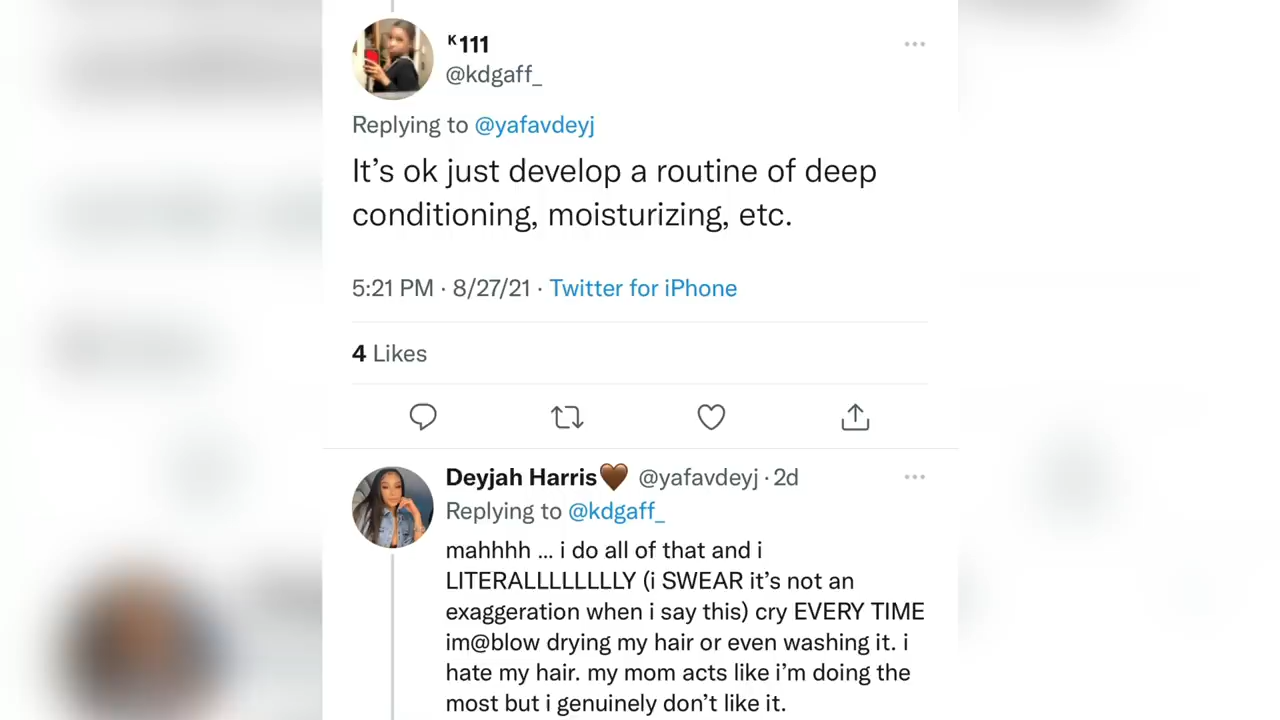 ᴷ111
@kdgaff_
Replying to @yafavdeyj
It’s ok just develop a routine of deep
conditioning, moisturizing, etc.
5:21 PM · 8/27/21 · Twitter for iPhone
4 Likes
Deyjah Harris🤎 @yafavdeyj · 2d
Replying to @kdgaff_
mahhhh ... i do all of that and i
LITERALLLLLLLLY (i SWEAR it’s not an
exaggeration when i say this) cry EVERY TIME
im@blow drying my hair or even washing it. i
hate my hair. my mom acts like i’m doing the
most but i genuinely don’t like it.